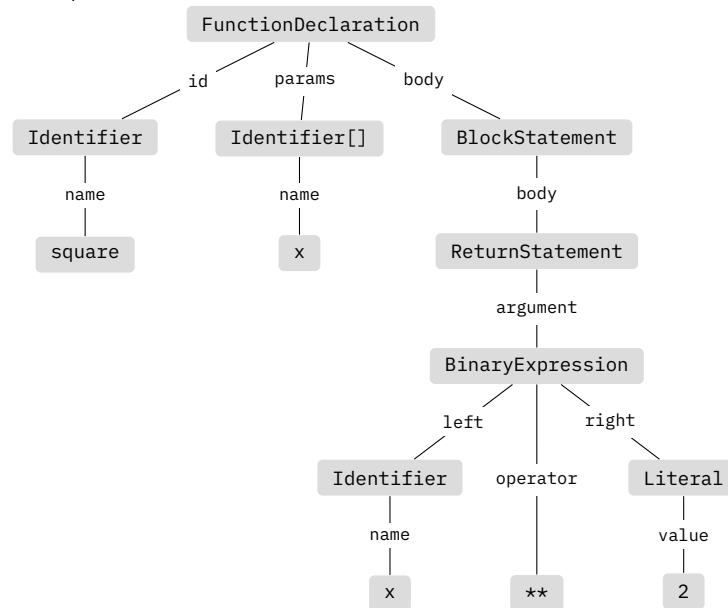 FunctionDeclaration
id params body
Identifier Identifier[] BlockStatement
name name body
square x ReturnStatement
argument
BinaryExpression
left right
Identifier operator Literal
name value
x ** 2